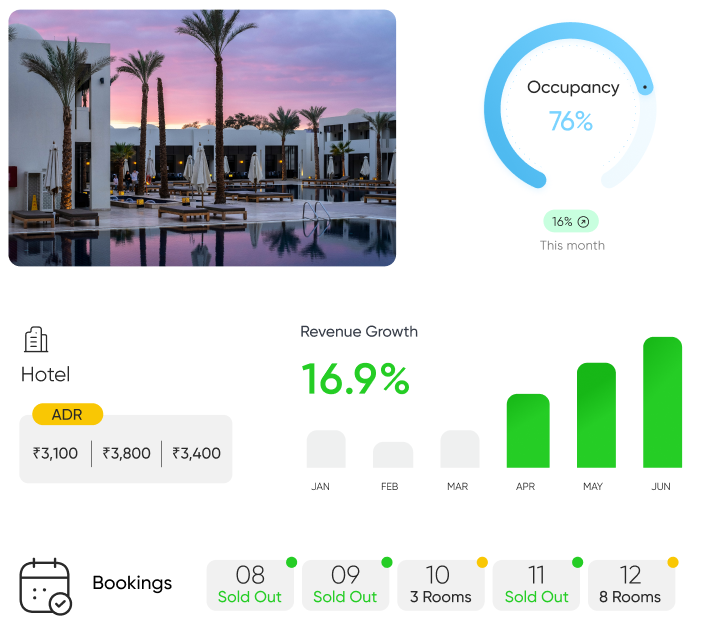 Occupancy
76%
16%
This month
Hotel
ADR
₹3,100 ₹3,800 ₹3,400
Revenue Growth
16.9%
JAN FEB MAR APR MAY JUN
Bookings
08 09 10 11 12
Sold Out Sold Out 3 Rooms Sold Out 8 Rooms